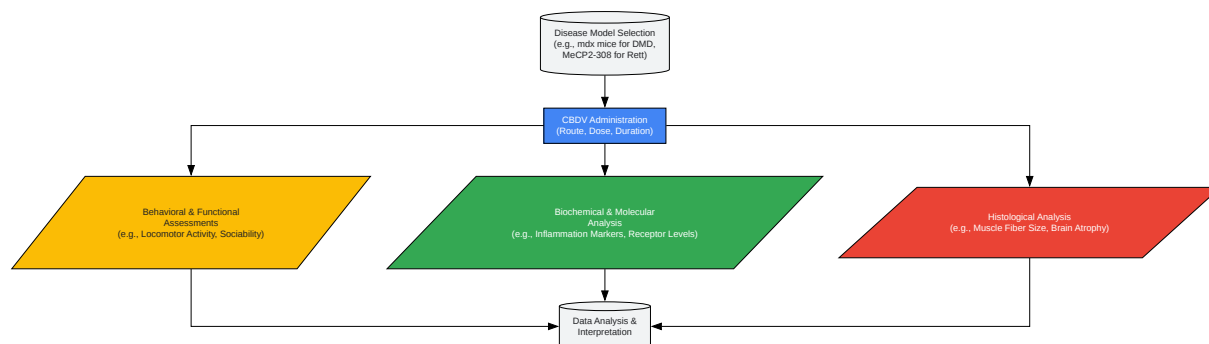 Disease Model Selection
(e.g., mdx mice for DMD,
MeCP2-308 for Rett)
CBDV Administration
(Route, Dose, Duration)
Behavioral & Functional
Assessments
(e.g., Locomotor Activity, Sociability)
Biochemical & Molecular
Analysis
(e.g., Inflammation Markers, Receptor Levels)
Histological Analysis
(e.g., Muscle Fiber Size, Brain Atrophy)
Data Analysis &
Interpretation